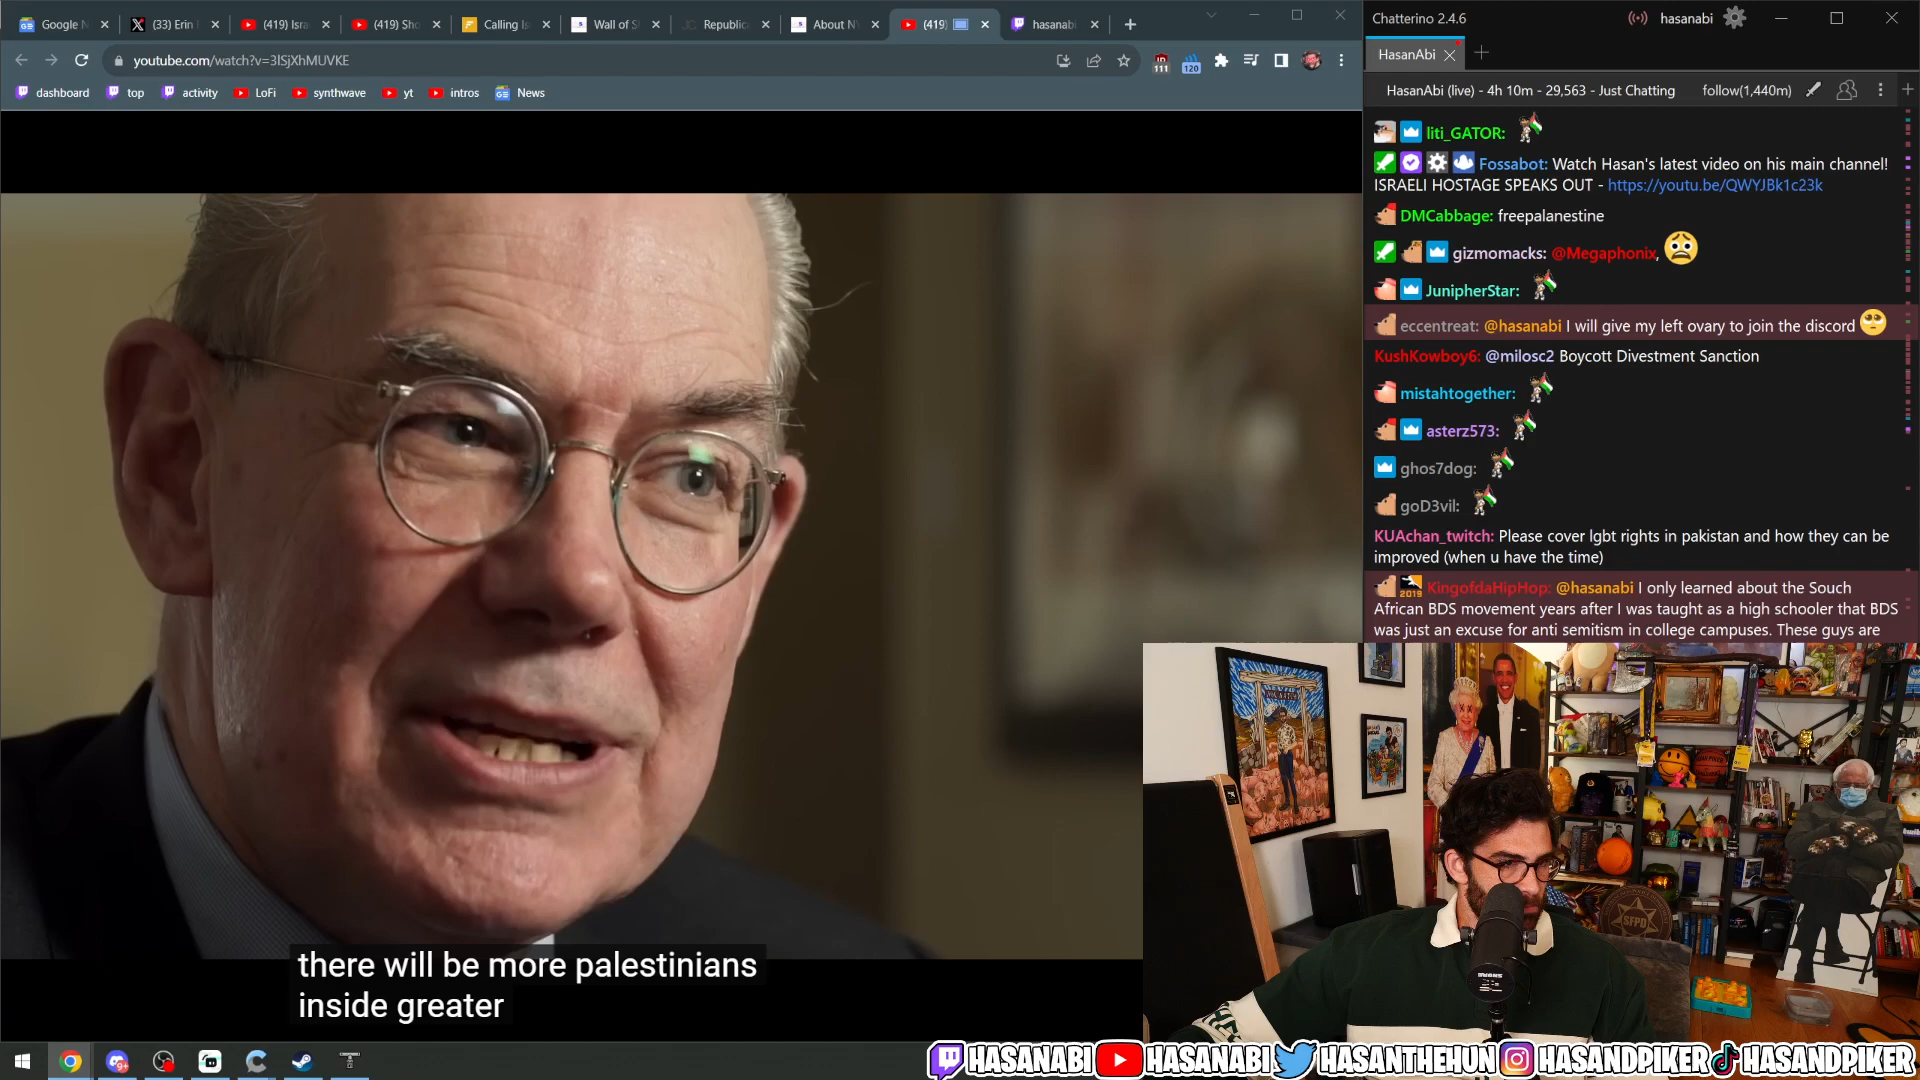 Google N
(33) Erin
(419) Isra
(419) Sho
Calling Is
Wall of S
Republic
About N
(419)
hasanabi
youtube.com/watch?v=3lSjXhMUVKE
111
120
dashboard
top
activity
LoFi
synthwave
yt
intros
News
there will be more palestinians
inside greater
Chatterino 2.4.6
hasanabi
HasanAbi
HasanAbi (live) - 4h 10m - 29,563 - Just Chatting
follow(1,440m)
liti_GATOR:
Fossabot: Watch Hasan's latest video on his main channel!
ISRAELI HOSTAGE SPEAKS OUT - https://youtu.be/QWYJBk1c23k
DMCabbage: freepalanestine
gizmomacks: @Megaphonix,
JunipherStar:
eccentreat: @hasanabi I will give my left ovary to join the discord
KushKowboy6: @milosc2 Boycott Divestment Sanction
mistahtogether:
asterz573:
ghos7dog:
goD3vil:
KUAchan_twitch: Please cover lgbt rights in pakistan and how they can be
improved (when u have the time)
2019 KingofdaHipHop: @hasanabi I only learned about the Souch
African BDS movement years after I was taught as a high schooler that BDS
was just an excuse for anti semitism in college campuses. These guys are
SFPD
HASANABI
HASANABI
HASANTHEHUN
HASANDPIKER
HASANDPIKER